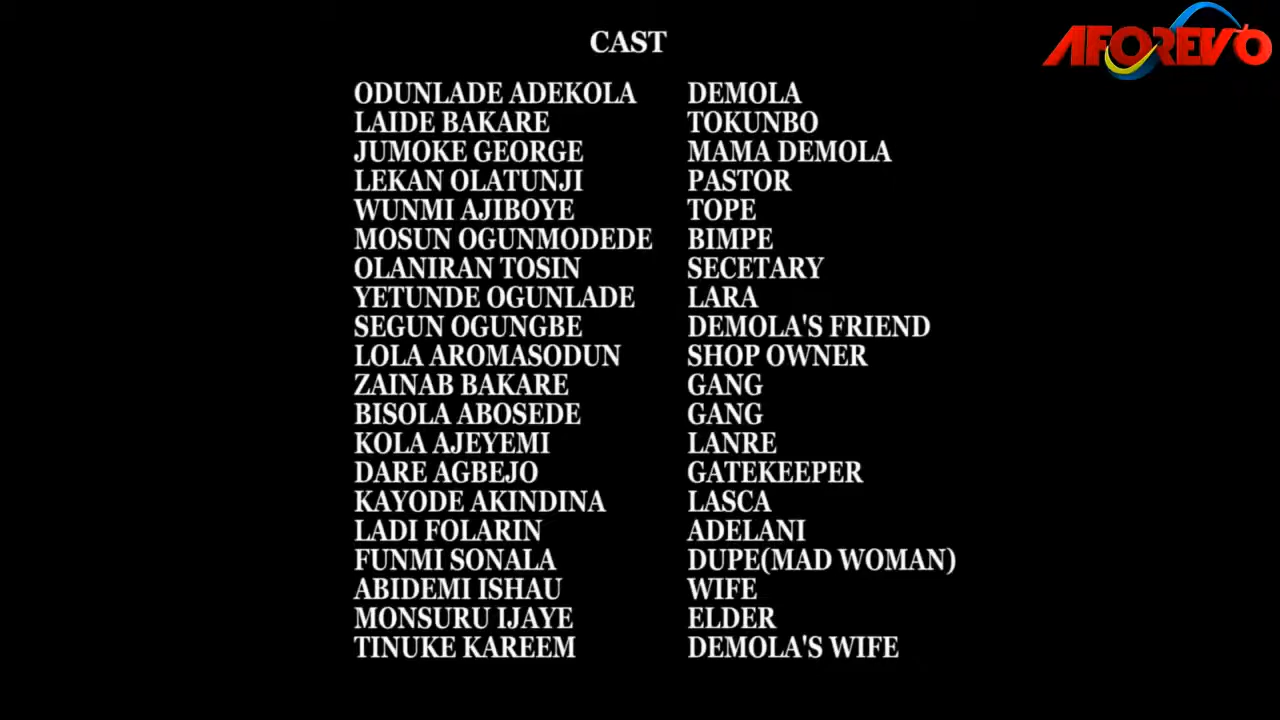 CAST
AFOREVO
ODUNLADE ADEKOLA DEMOLA
LAIDE BAKARE TOKUNBO
JUMOKE GEORGE MAMA DEMOLA
LEKAN OLATUNJI PASTOR
WUNMI AJIBOYE TOPE
MOSUN OGUNMODEDE BIMPE
OLANIRAN TOSIN SECETARY
YETUNDE OGUNLADE LARA
SEGUN OGUNGBE DEMOLA'S FRIEND
LOLA AROMASODUN SHOP OWNER
ZAINAB BAKARE GANG
BISOLA ABOSEDE GANG
KOLA AJEYEMI LANRE
DARE AGBEJO GATEKEEPER
KAYODE AKINDINA LASCA
LADI FOLARIN ADELANI
FUNMI SONALA DUPE(MAD WOMAN)
ABIDEMI ISHAU WIFE
MONSURU IJAYE ELDER
TINUKE KAREEM DEMOLA'S WIFE